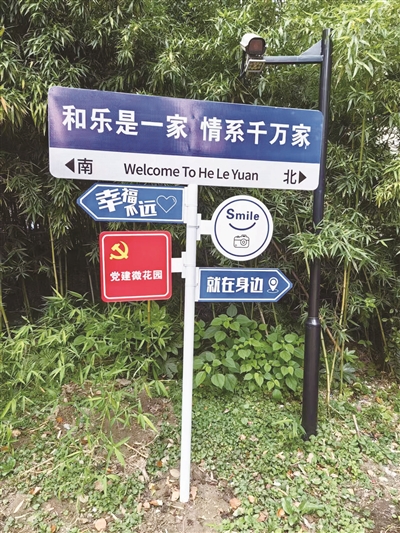 和乐是一家 情系千万家
南 Welcome To He Le Yuan 北
幸福
不远
Smile
党建微花园
就在身边